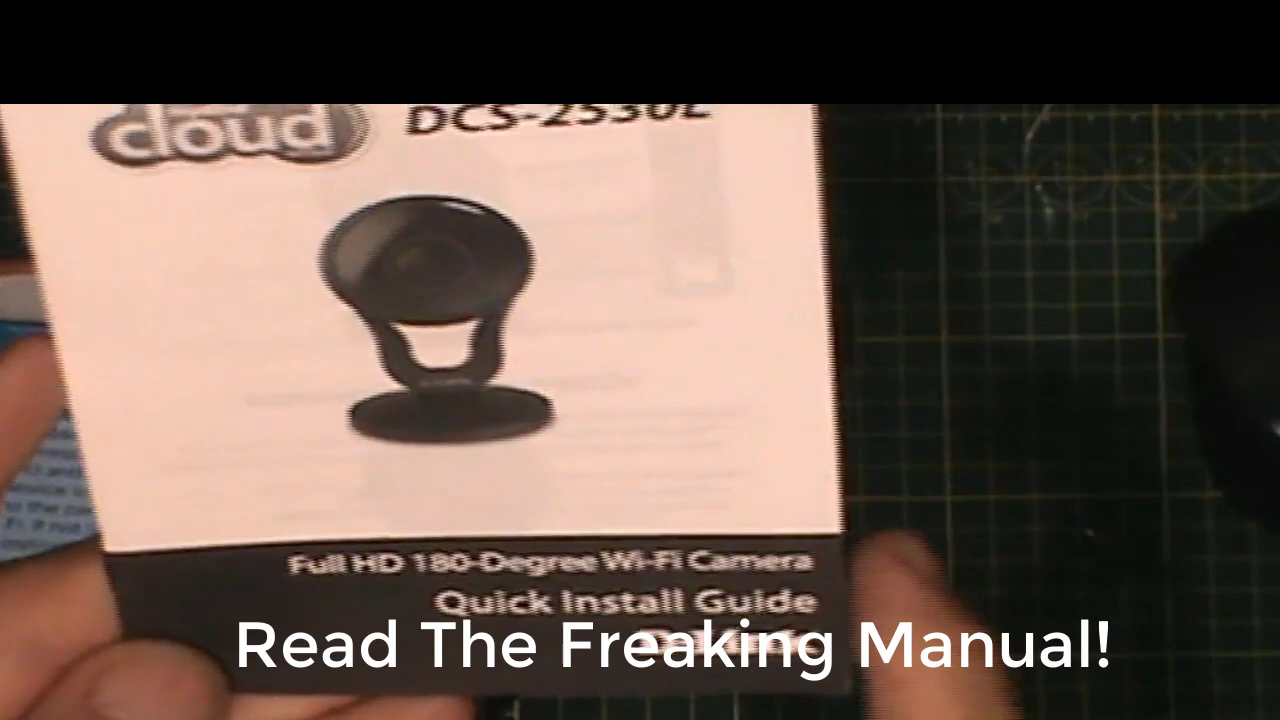 cloud
DCS-2530L
Full HD 180-Degree Wi-Fi Camera
Quick Install Guide
Read The Freaking Manual!